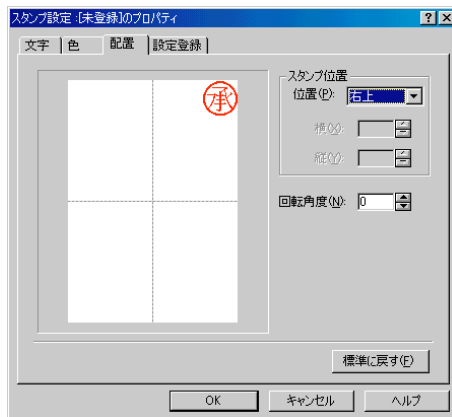 スタンプ設定:[未登録]のプロパティ
文字 色 配置 設定登録
承
スタンプ位置
位置(P): 右上
横(X):
縦(Y):
回転角度(N): 0
標準に戻す(F)
OK キャンセル ヘルプ